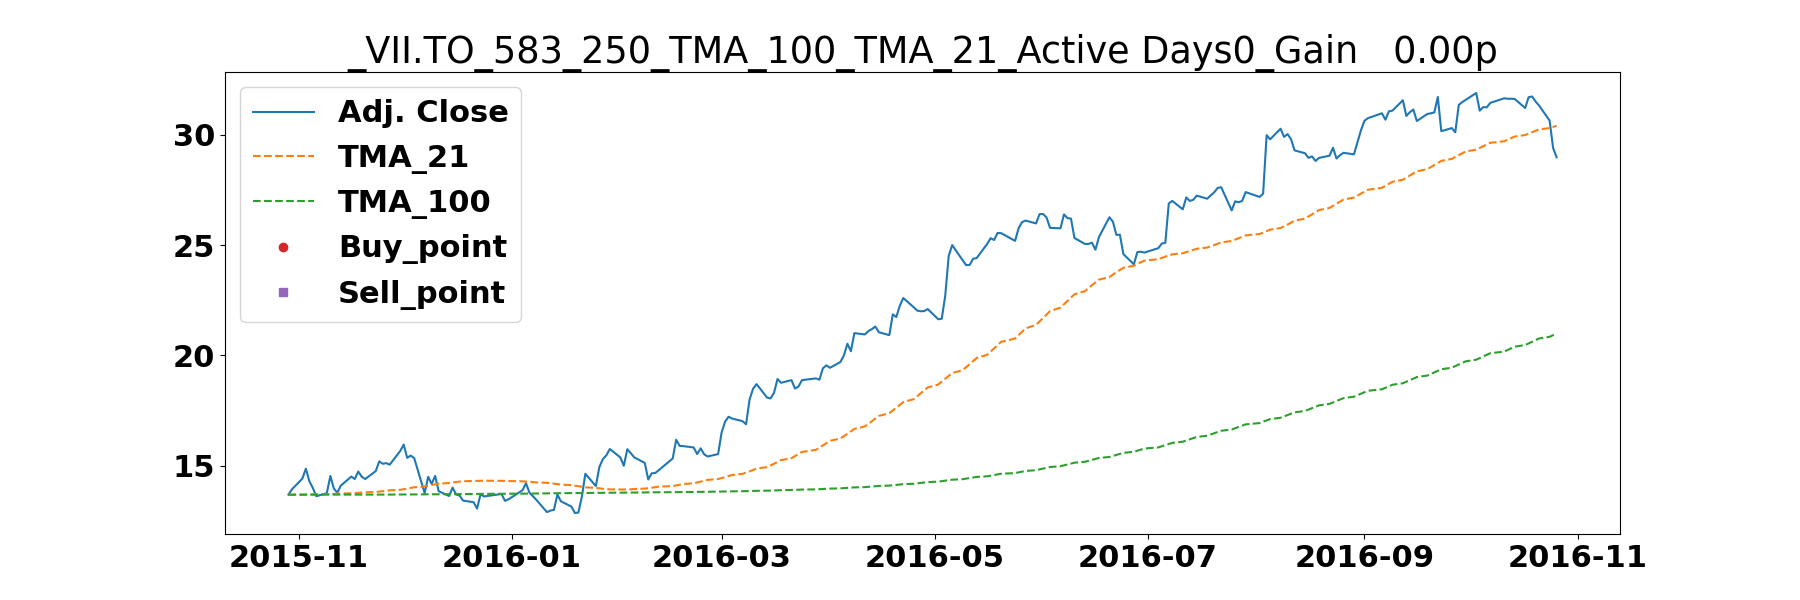 _VII.TO_583_250_TMA_100_TMA_21_Active Days0_Gain   0.00p
Adj. Close
TMA_21
TMA_100
Buy_point
Sell_point
30
25
20
15
2015-11 2016-01 2016-03 2016-05 2016-07 2016-09 2016-11